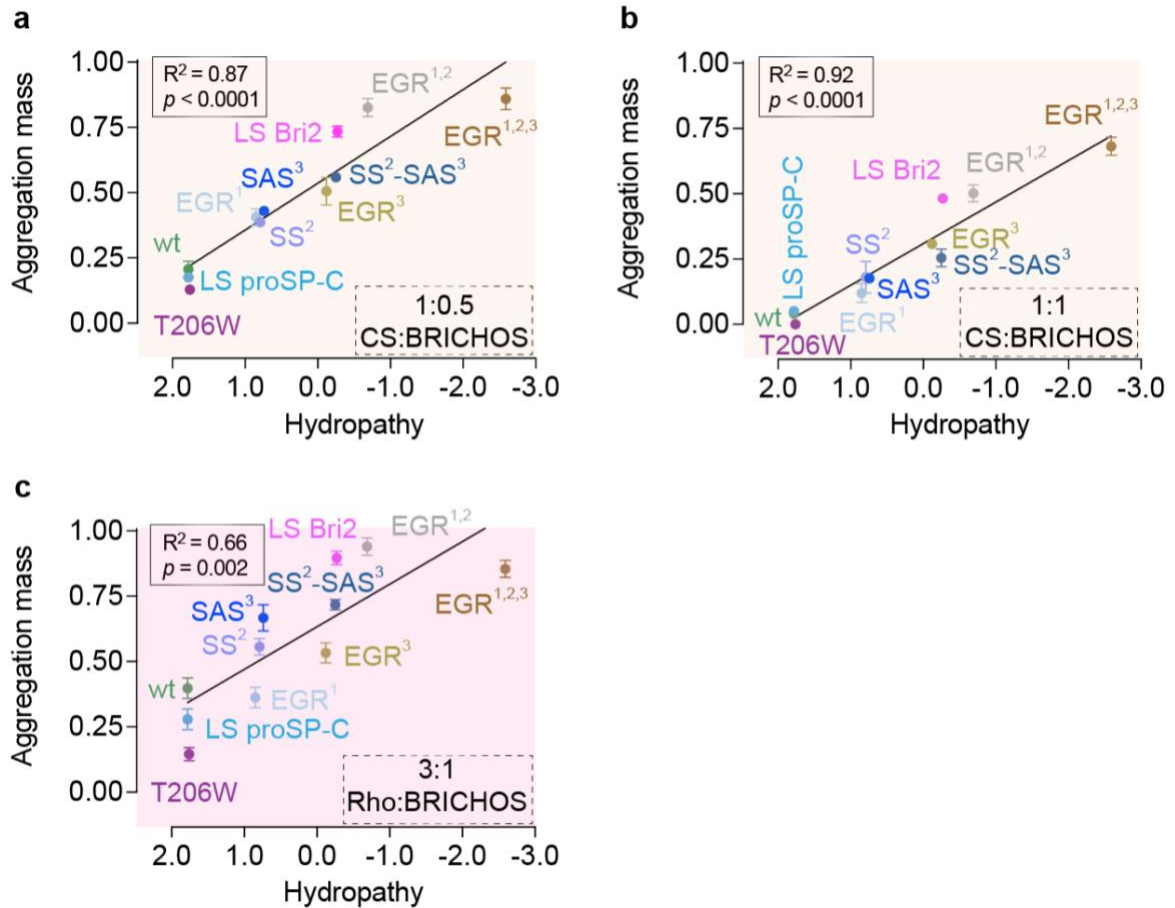 a
R² = 0.87
p < 0.0001
Aggregation mass
1.00
0.75
0.50
0.25
0.00
EGR¹,²
LS Bri2
EGR¹,²,³
SAS³
SS²-SAS³
EGR¹
EGR³
SS²
wt
LS proSP-C
T206W
1:0.5
CS:BRICHOS
2.0 1.0 0.0 -1.0 -2.0 -3.0
Hydropathy
b
R² = 0.92
p < 0.0001
Aggregation mass
1.00
0.75
0.50
0.25
0.00
EGR¹,²,³
LS Bri2
EGR¹,²
LS proSP-C
SS²
EGR³
SS²-SAS³
SAS³
EGR¹
wt
T206W
1:1
CS:BRICHOS
2.0 1.0 0.0 -1.0 -2.0 -3.0
Hydropathy
c
R² = 0.66
p = 0.002
Aggregation mass
1.00
0.75
0.50
0.25
0.00
LS Bri2
EGR¹,²
SS²-SAS³
EGR¹,²,³
SAS³
SS²
EGR³
wt
EGR¹
LS proSP-C
T206W
3:1
Rho:BRICHOS
2.0 1.0 0.0 -1.0 -2.0 -3.0
Hydropathy